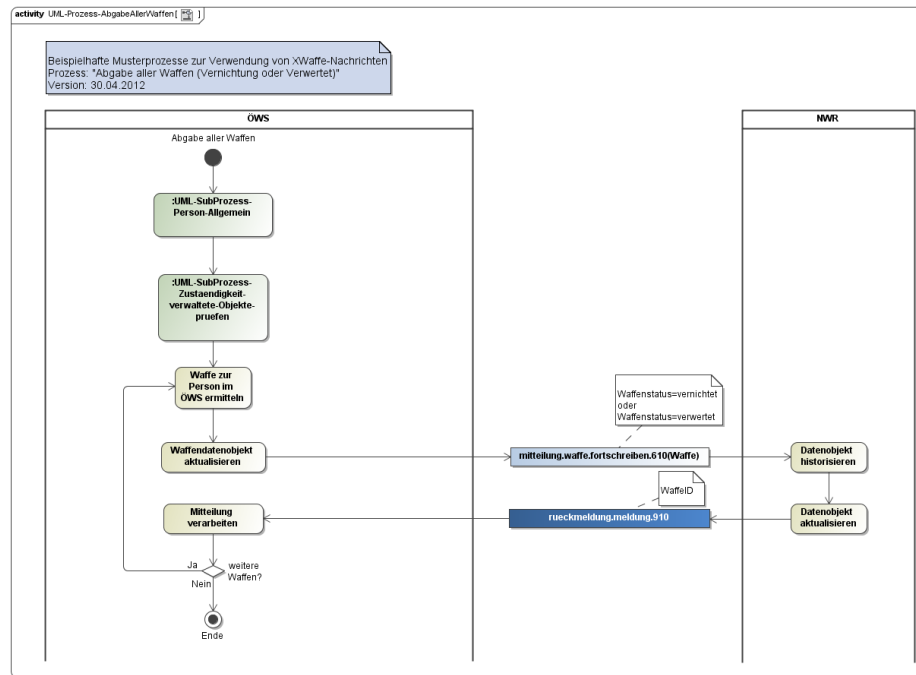 activity UML-Prozess-AbgabeAllerWaffen [ ]
Beispielhafte Musterprozesse zur Verwendung von XWaffe-Nachrichten
Prozess: "Abgabe aller Waffen (Vernichtung oder Verwertet)"
Version: 30.04.2012
ÖWS
NWR
Abgabe aller Waffen
:UML-SubProzess-
Person-Allgemein
:UML-SubProzess-
Zustaendigkeit-
verwaltete-Objekte-
pruefen
Waffe zur
Person im
ÖWS ermitteln
Waffenstatus=vernichtet
oder
Waffenstatus=verwertet
Waffendatenobjekt
aktualisieren
mitteilung.waffe.fortschreiben.610(Waffe)
Datenobjekt
historisieren
WaffeID
Mitteilung
verarbeiten
rueckmeldung.meldung.910
Datenobjekt
aktualisieren
Ja
weitere
Waffen?
Nein
Ende